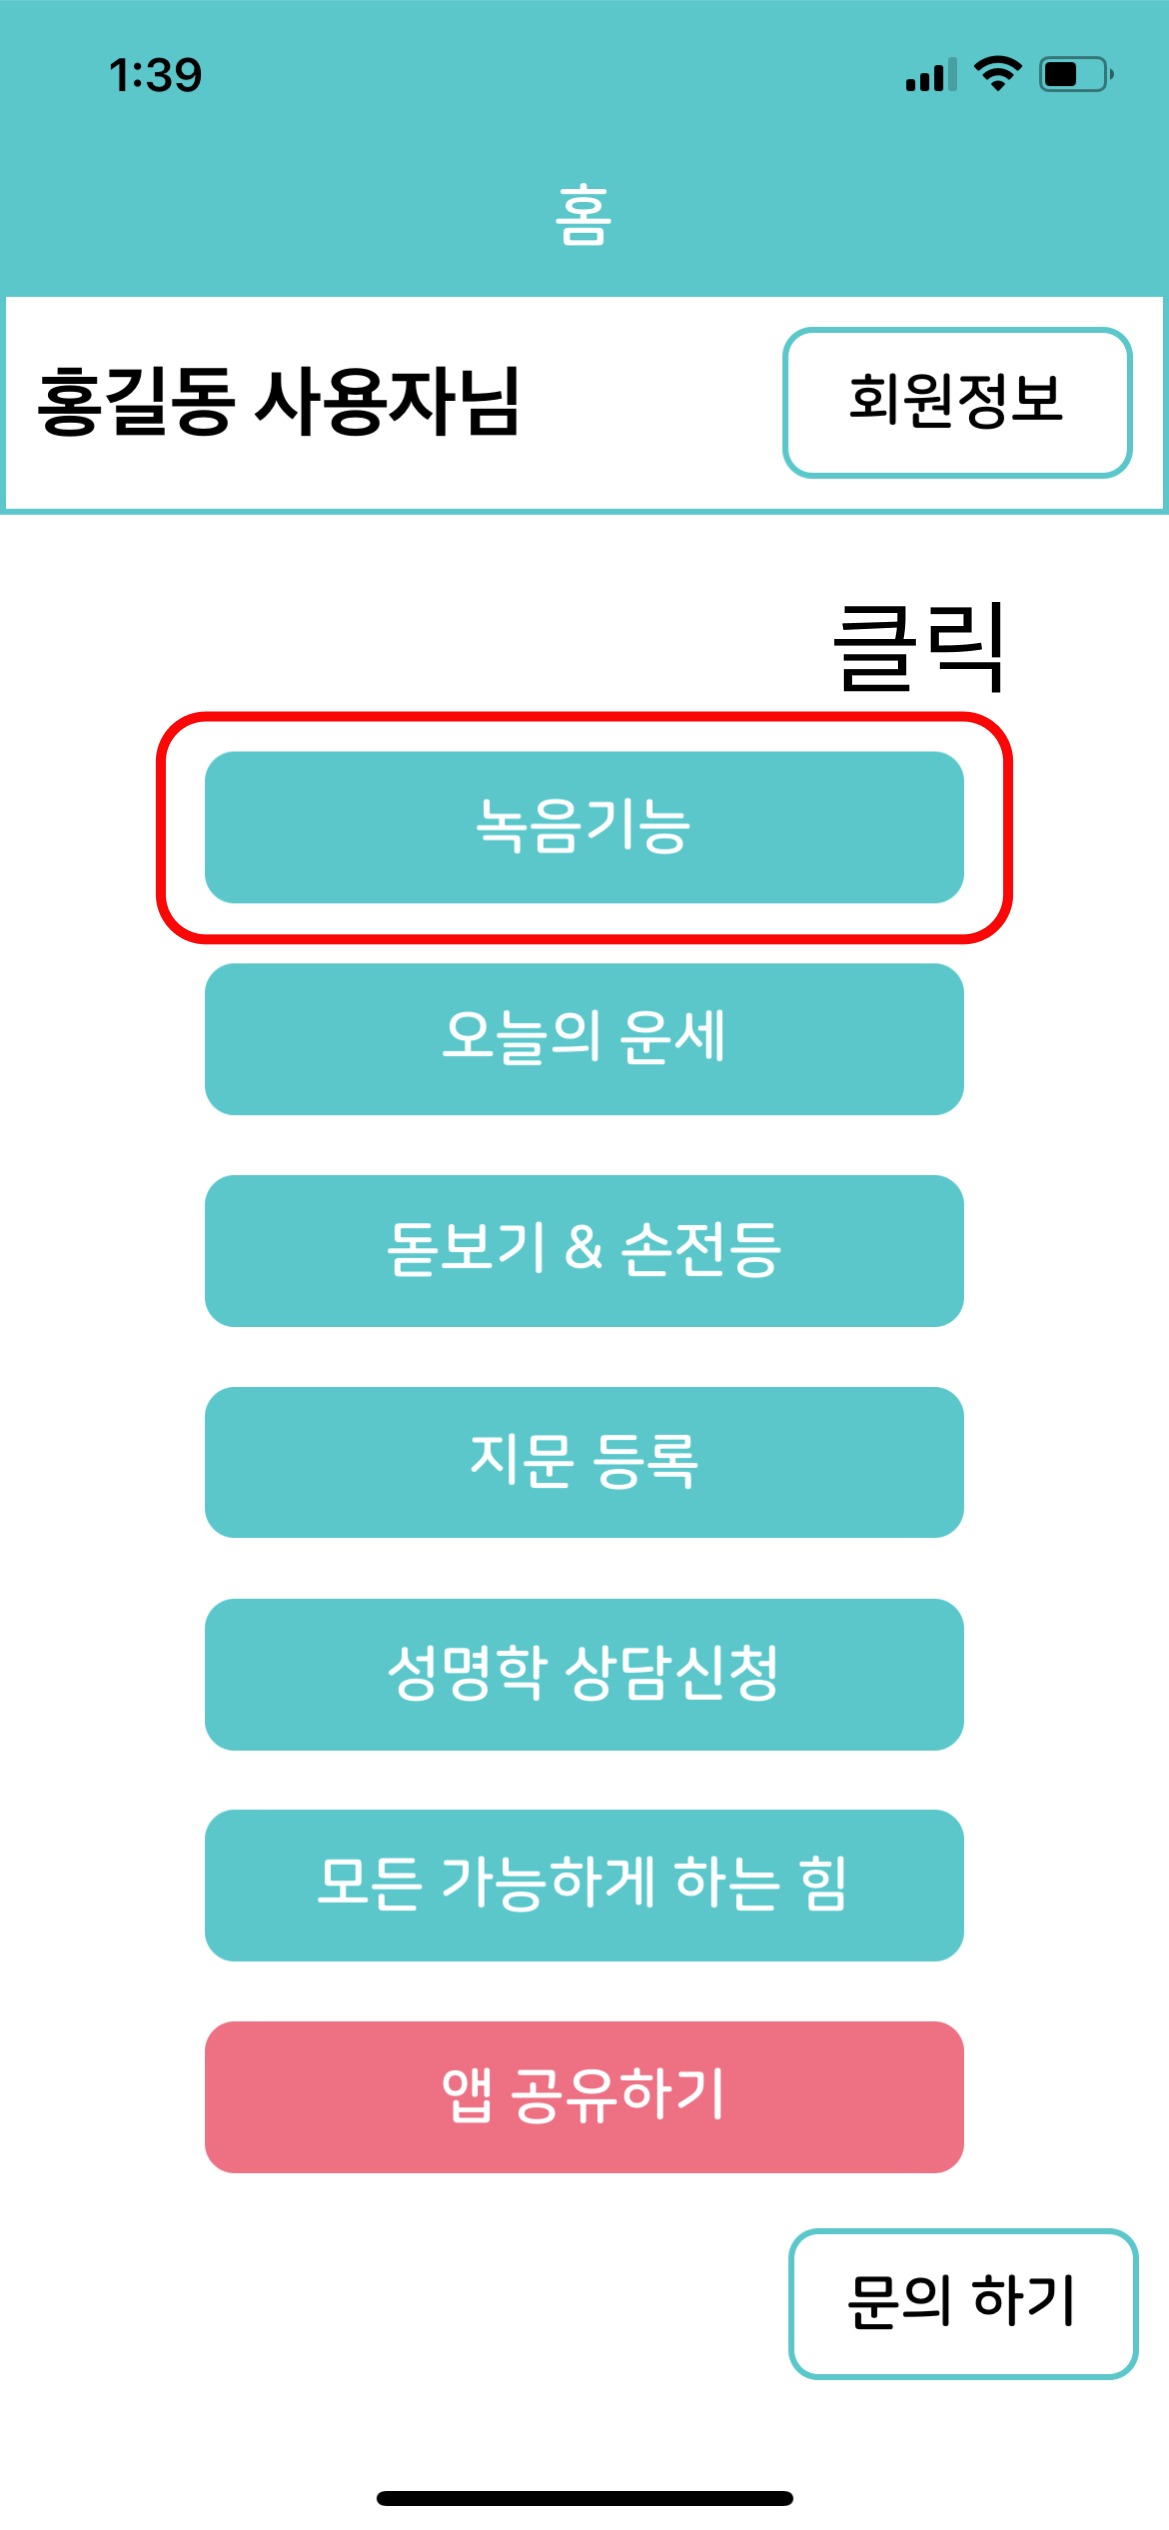 1:39
홈
홍길동 사용자님
회원정보
클릭
녹음기능
오늘의 운세
돋보기 & 손전등
지문 등록
성명학 상담신청
모든 가능하게 하는 힘
앱 공유하기
문의 하기